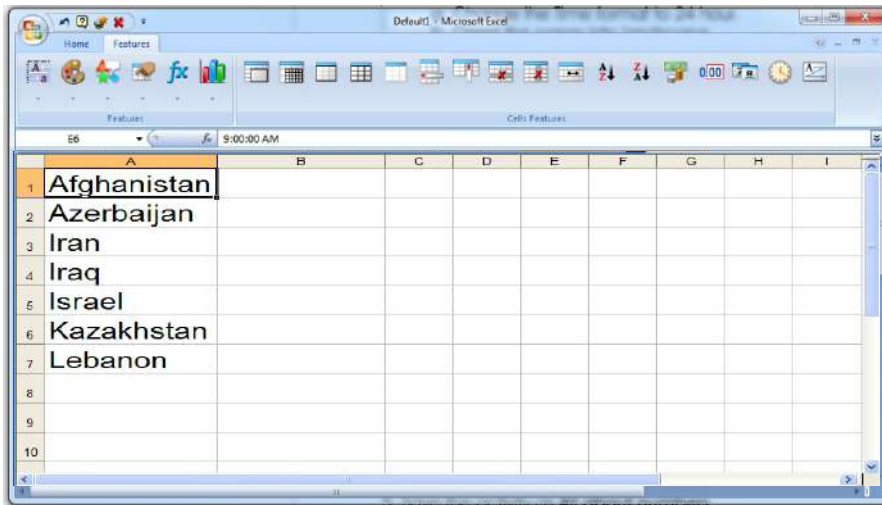 Default1 - Microsoft Excel
Home Features
Features Cells Features
E6 fx 9:00:00 AM
A B C D E F G H I
1 Afghanistan
2 Azerbaijan
3 Iran
4 Iraq
5 Israel
6 Kazakhstan
7 Lebanon
8
9
10